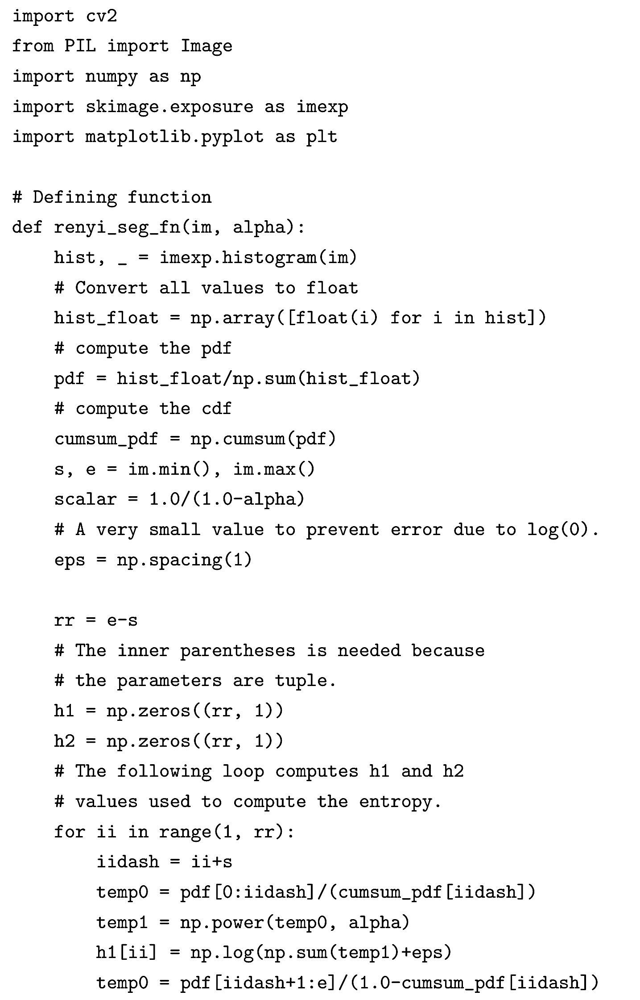 import cv2
from PIL import Image
import numpy as np
import skimage.exposure as imexp
import matplotlib.pyplot as plt

# Defining function
def renyi_seg_fn(im, alpha):
    hist, _ = imexp.histogram(im)
    # Convert all values to float
    hist_float = np.array([float(i) for i in hist])
    # compute the pdf
    pdf = hist_float/np.sum(hist_float)
    # compute the cdf
    cumsum_pdf = np.cumsum(pdf)
    s, e = im.min(), im.max()
    scalar = 1.0/(1.0-alpha)
    # A very small value to prevent error due to log(0).
    eps = np.spacing(1)

    rr = e-s
    # The inner parentheses is needed because
    # the parameters are tuple.
    h1 = np.zeros((rr, 1))
    h2 = np.zeros((rr, 1))
    # The following loop computes h1 and h2
    # values used to compute the entropy.
    for ii in range(1, rr):
        iidash = ii+s
        temp0 = pdf[0:iidash]/(cumsum_pdf[iidash])
        temp1 = np.power(temp0, alpha)
        h1[ii] = np.log(np.sum(temp1)+eps)
        temp0 = pdf[iidash+1:e]/(1.0-cumsum_pdf[iidash])